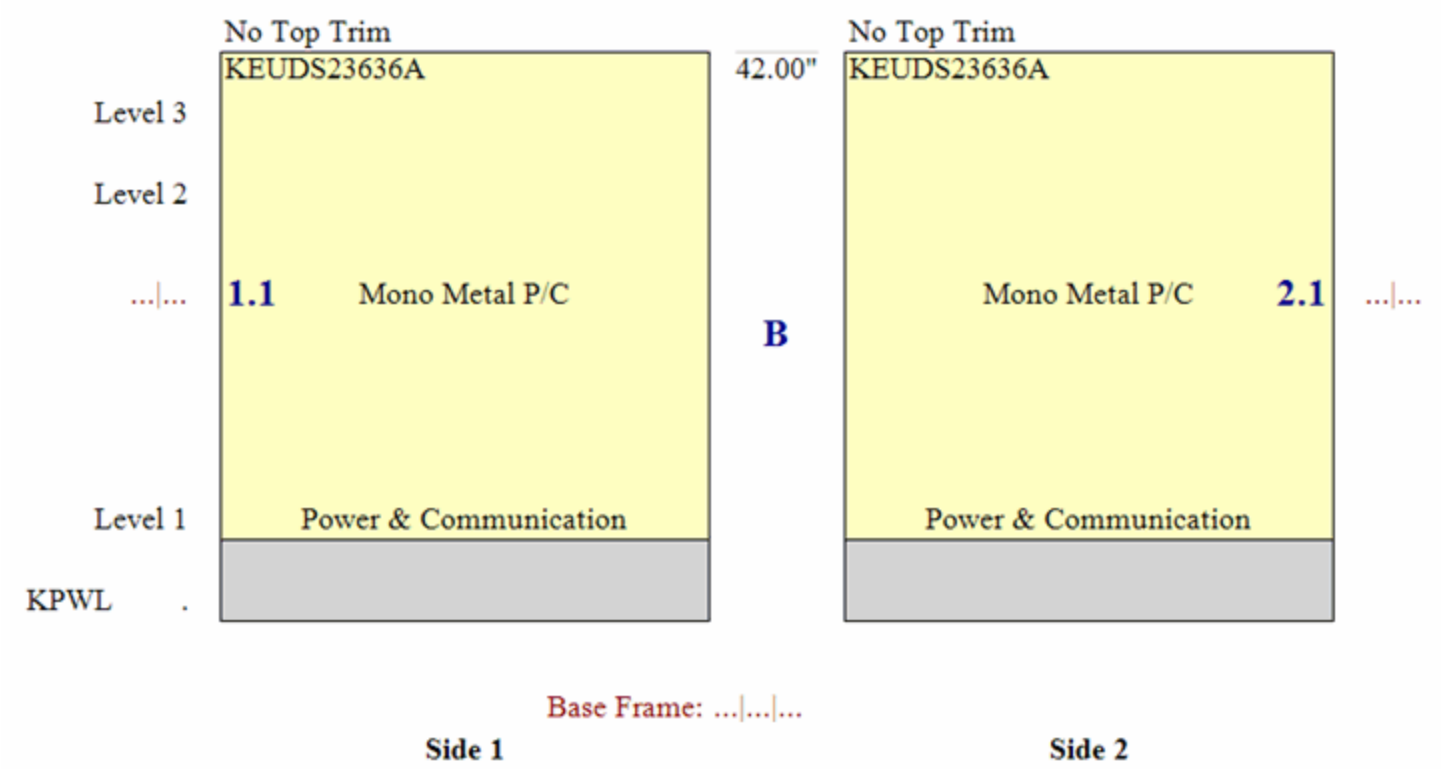 No Top Trim No Top Trim
KEUDS23636A 42.00" KEUDS23636A
Level 3
Level 2
...|... 1.1 Mono Metal P/C Mono Metal P/C 2.1 ...|...
B
Level 1 Power & Communication Power & Communication
KPWL .
Base Frame: ...|...|...
Side 1 Side 2